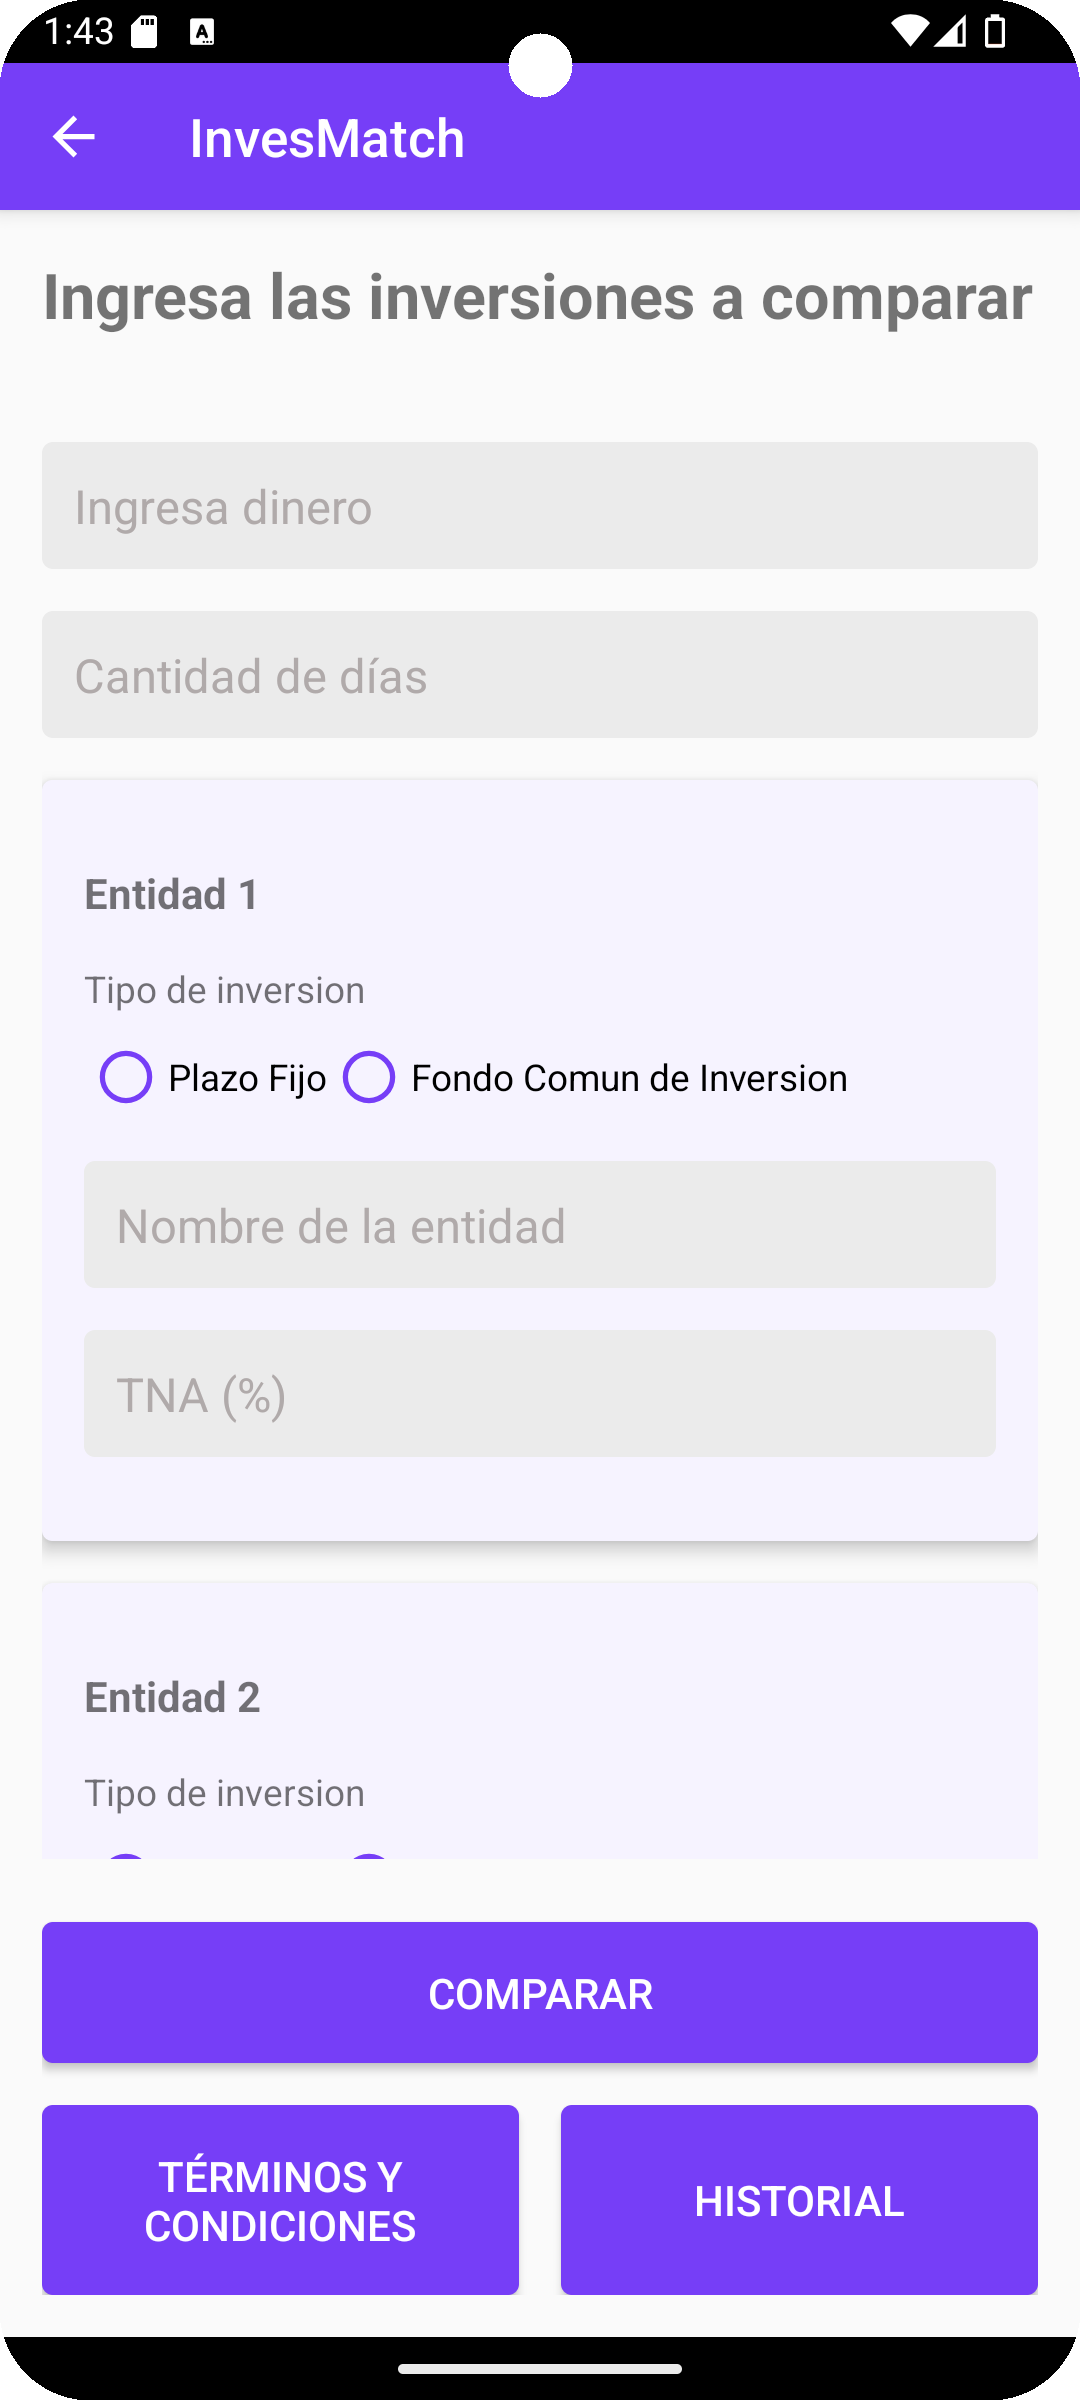 1:43
InvesMatch
Ingresa las inversiones a comparar
Ingresa dinero
Cantidad de días
Entidad 1
Tipo de inversion
Plazo Fijo Fondo Comun de Inversion
Nombre de la entidad
TNA (%)
Entidad 2
Tipo de inversion
COMPARAR
TÉRMINOS Y
CONDICIONES
HISTORIAL